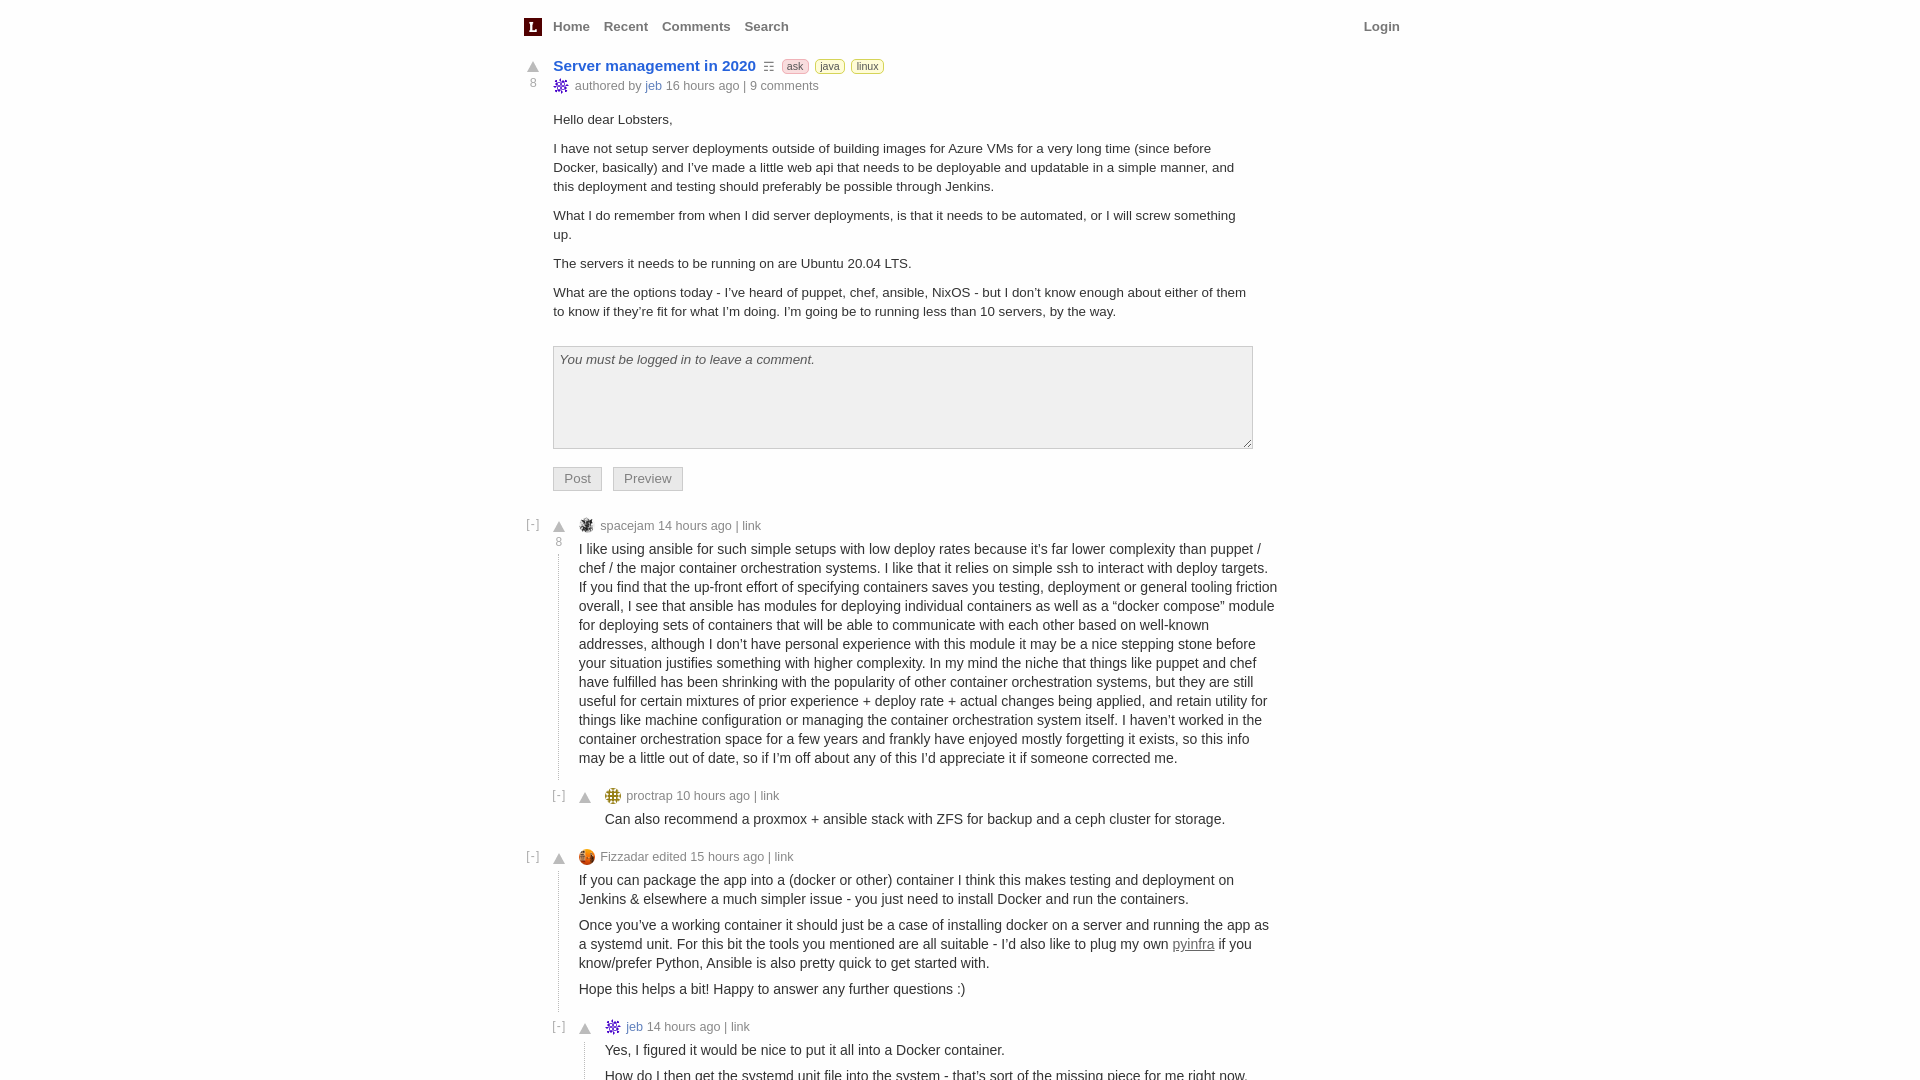 L Home Recent Comments Search Login
Server management in 2020 ☶ ask java linux
8
authored by jeb 16 hours ago | 9 comments
Hello dear Lobsters,
I have not setup server deployments outside of building images for Azure VMs for a very long time (since before
Docker, basically) and I’ve made a little web api that needs to be deployable and updatable in a simple manner, and
this deployment and testing should preferably be possible through Jenkins.
What I do remember from when I did server deployments, is that it needs to be automated, or I will screw something
up.
The servers it needs to be running on are Ubuntu 20.04 LTS.
What are the options today - I’ve heard of puppet, chef, ansible, NixOS - but I don’t know enough about either of them
to know if they’re fit for what I’m doing. I’m going be to running less than 10 servers, by the way.
You must be logged in to leave a comment.
Post Preview
[-] spacejam 14 hours ago | link
8
I like using ansible for such simple setups with low deploy rates because it’s far lower complexity than puppet /
chef / the major container orchestration systems. I like that it relies on simple ssh to interact with deploy targets.
If you find that the up-front effort of specifying containers saves you testing, deployment or general tooling friction
overall, I see that ansible has modules for deploying individual containers as well as a “docker compose” module
for deploying sets of containers that will be able to communicate with each other based on well-known
addresses, although I don’t have personal experience with this module it may be a nice stepping stone before
your situation justifies something with higher complexity. In my mind the niche that things like puppet and chef
have fulfilled has been shrinking with the popularity of other container orchestration systems, but they are still
useful for certain mixtures of prior experience + deploy rate + actual changes being applied, and retain utility for
things like machine configuration or managing the container orchestration system itself. I haven’t worked in the
container orchestration space for a few years and frankly have enjoyed mostly forgetting it exists, so this info
may be a little out of date, so if I’m off about any of this I’d appreciate it if someone corrected me.
[-] proctrap 10 hours ago | link
Can also recommend a proxmox + ansible stack with ZFS for backup and a ceph cluster for storage.
[-] Fizzadar edited 15 hours ago | link
If you can package the app into a (docker or other) container I think this makes testing and deployment on
Jenkins & elsewhere a much simpler issue - you just need to install Docker and run the containers.
Once you’ve a working container it should just be a case of installing docker on a server and running the app as
a systemd unit. For this bit the tools you mentioned are all suitable - I’d also like to plug my own pyinfra if you
know/prefer Python, Ansible is also pretty quick to get started with.
Hope this helps a bit! Happy to answer any further questions :)
[-] jeb 14 hours ago | link
Yes, I figured it would be nice to put it all into a Docker container.
How do I then get the systemd unit file into the system - that’s sort of the missing piece for me right now.